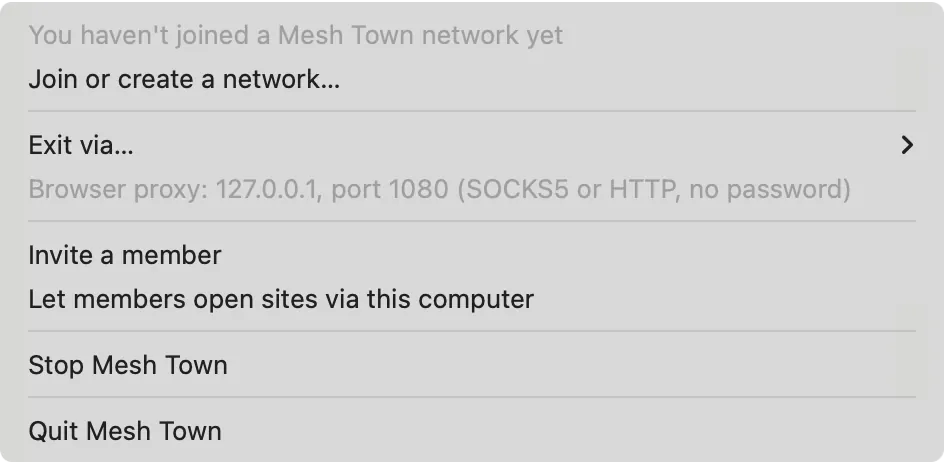 You haven't joined a Mesh Town network yet
Join or create a network...
Exit via...
Browser proxy: 127.0.0.1, port 1080 (SOCKS5 or HTTP, no password)
Invite a member
Let members open sites via this computer
Stop Mesh Town
Quit Mesh Town